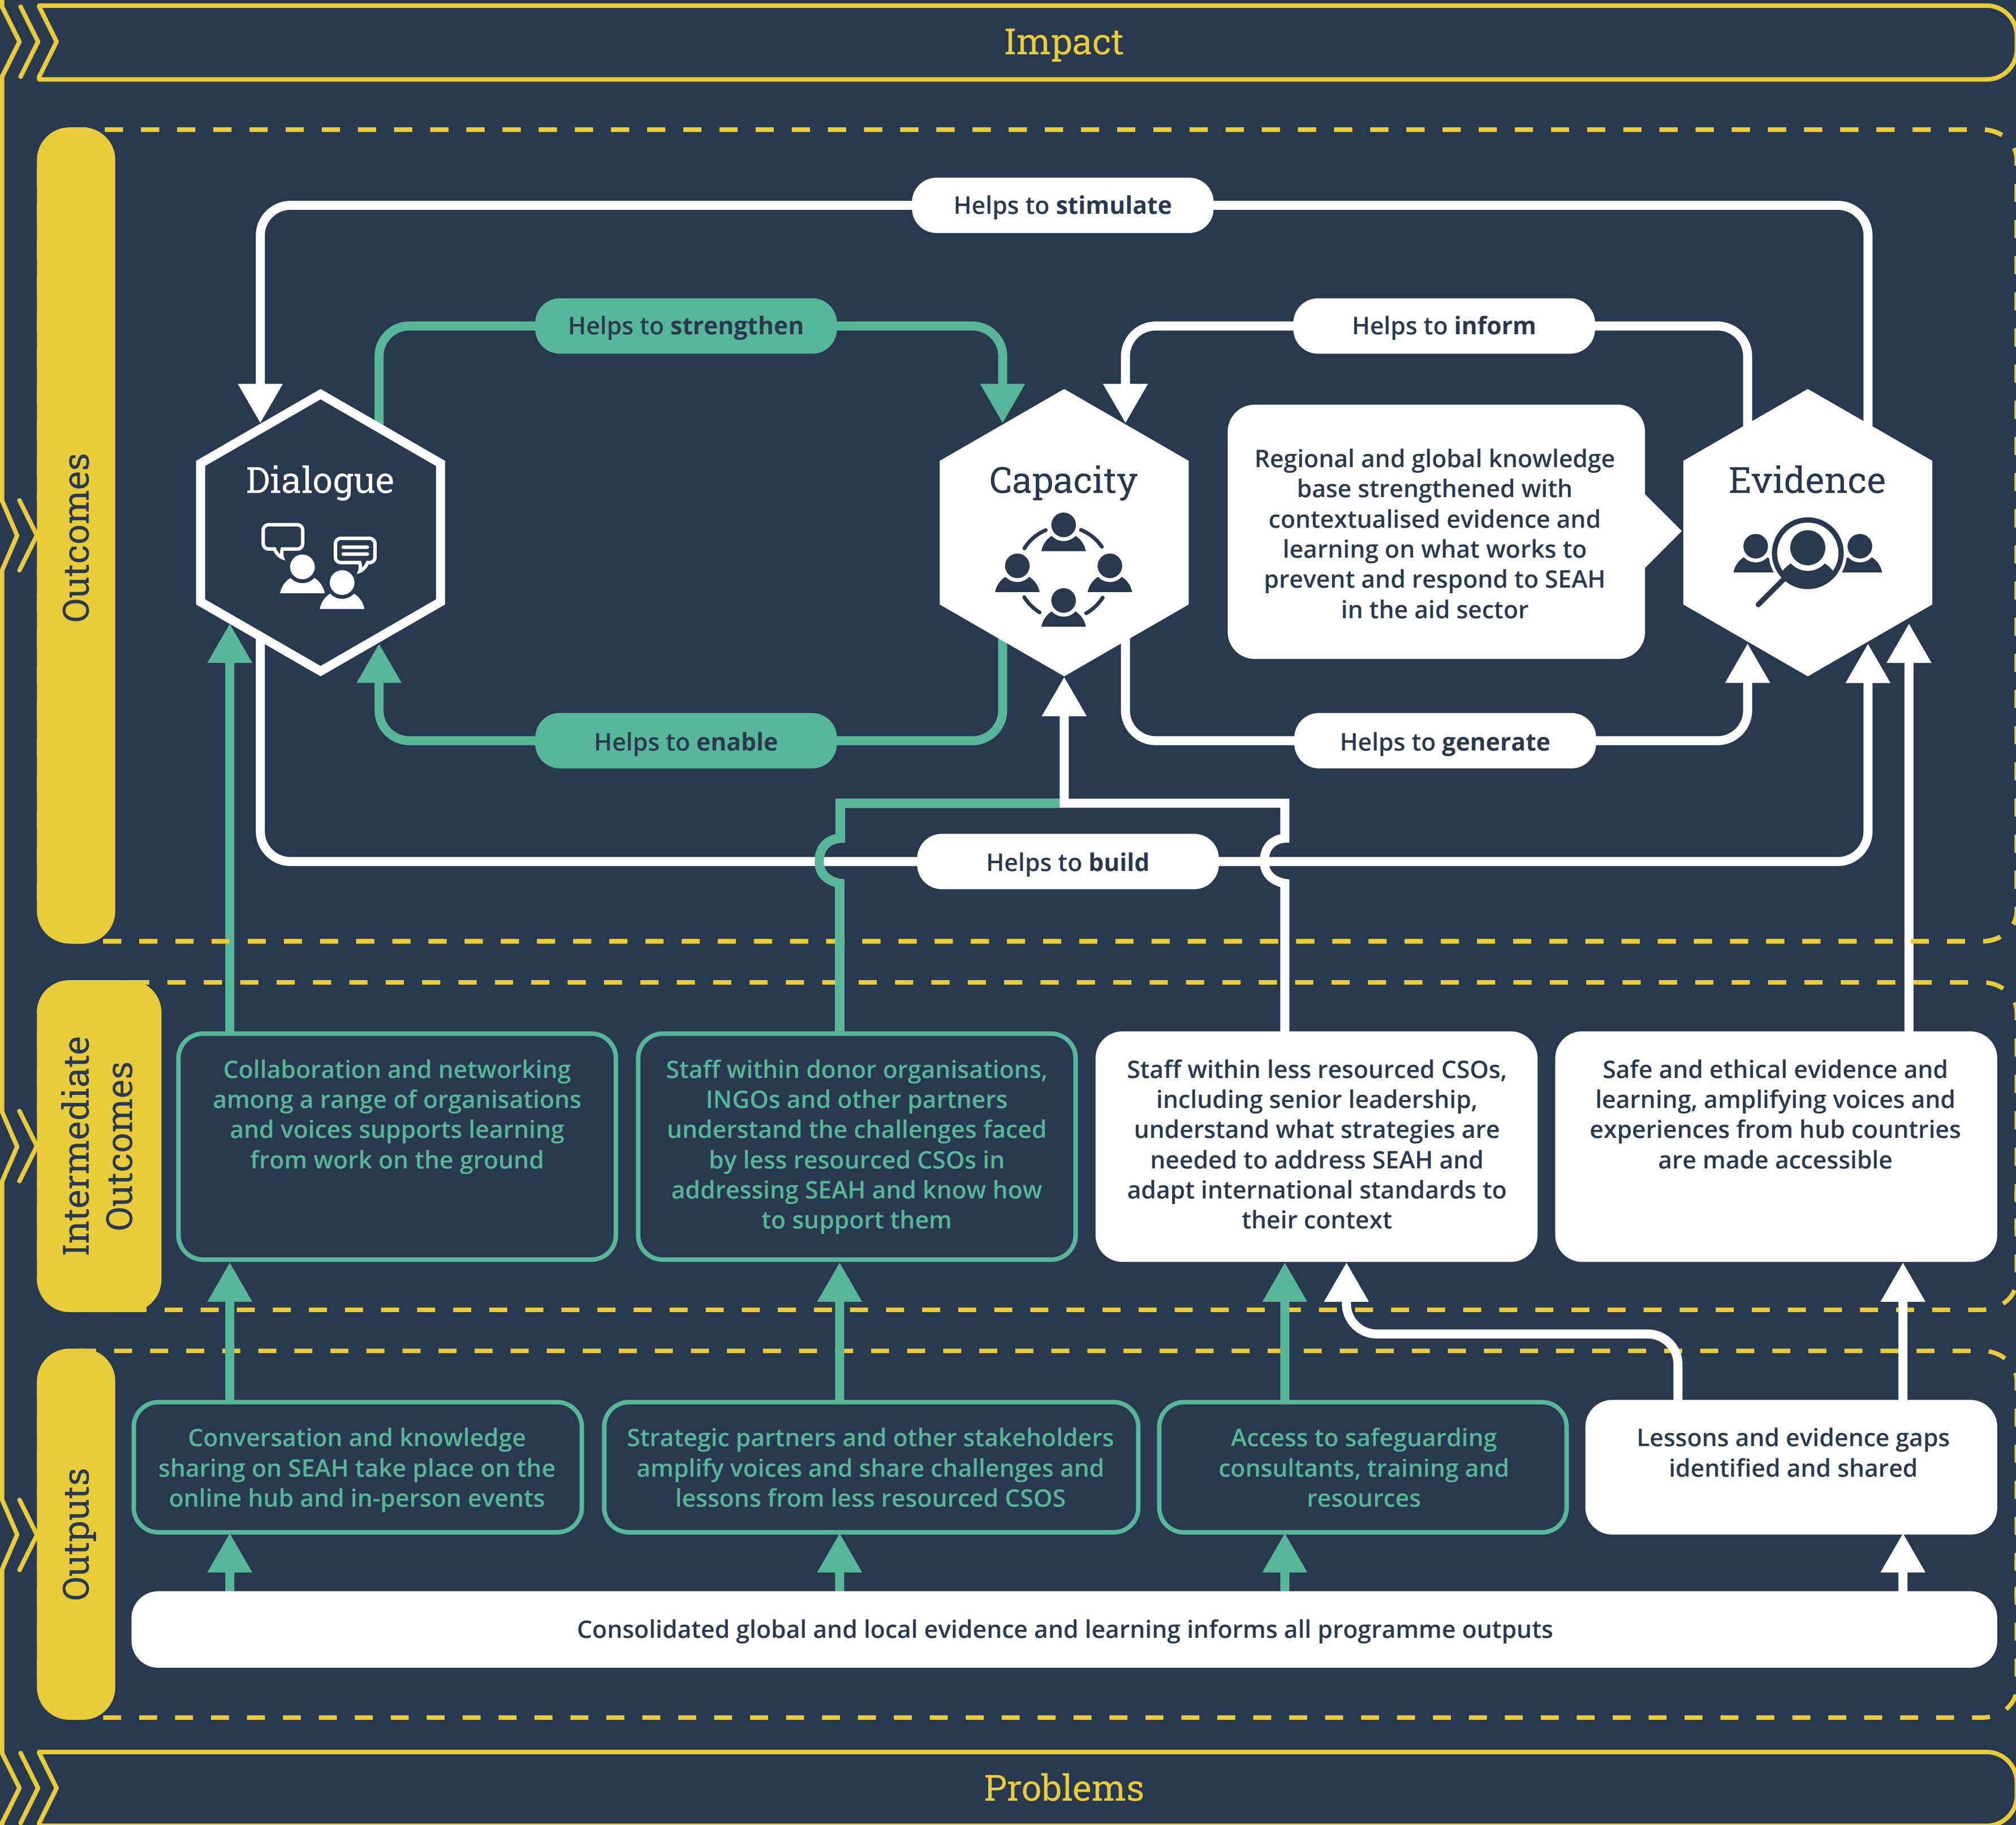 Impact
Outcomes
Helps to stimulate
Helps to strengthen
Helps to inform
Dialogue
Capacity
Regional and global knowledge
base strengthened with
contextualised evidence and
learning on what works to
prevent and respond to SEAH
in the aid sector
Evidence
Helps to enable
Helps to generate
Helps to build
Intermediate
Outcomes
Collaboration and networking
among a range of organisations
and voices supports learning
from work on the ground
Staff within donor organisations,
INGOs and other partners
understand the challenges faced
by less resourced CSOs in
addressing SEAH and know how
to support them
Staff within less resourced CSOs,
including senior leadership,
understand what strategies are
needed to address SEAH and
adapt international standards to
their context
Safe and ethical evidence and
learning, amplifying voices and
experiences from hub countries
are made accessible
Outputs
Conversation and knowledge
sharing on SEAH take place on the
online hub and in-person events
Strategic partners and other stakeholders
amplify voices and share challenges and
lessons from less resourced CSOS
Access to safeguarding
consultants, training and
resources
Lessons and evidence gaps
identified and shared
Consolidated global and local evidence and learning informs all programme outputs
Problems